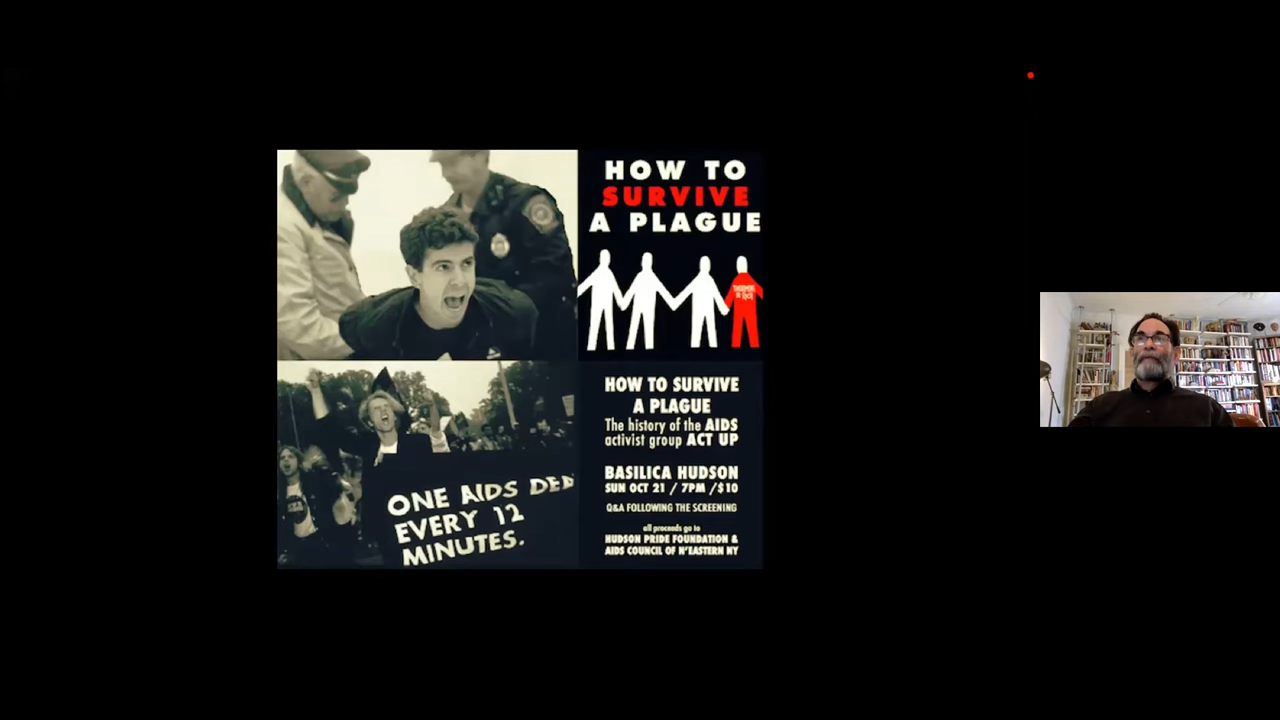 HOW TO
SURVIVE
A PLAGUE
ONE AIDS DEA
EVERY 12
MINUTES.
HOW TO SURVIVE
A PLAGUE
The history of the AIDS
activist group ACT UP
BASILICA HUDSON
SUN OCT 21 / 7PM /$10
Q&A FOLLOWING THE SCREENING
all proceeds go to
HUDSON PRIDE FOUNDATION &
AIDS COUNCIL OF N'EASTERN NY